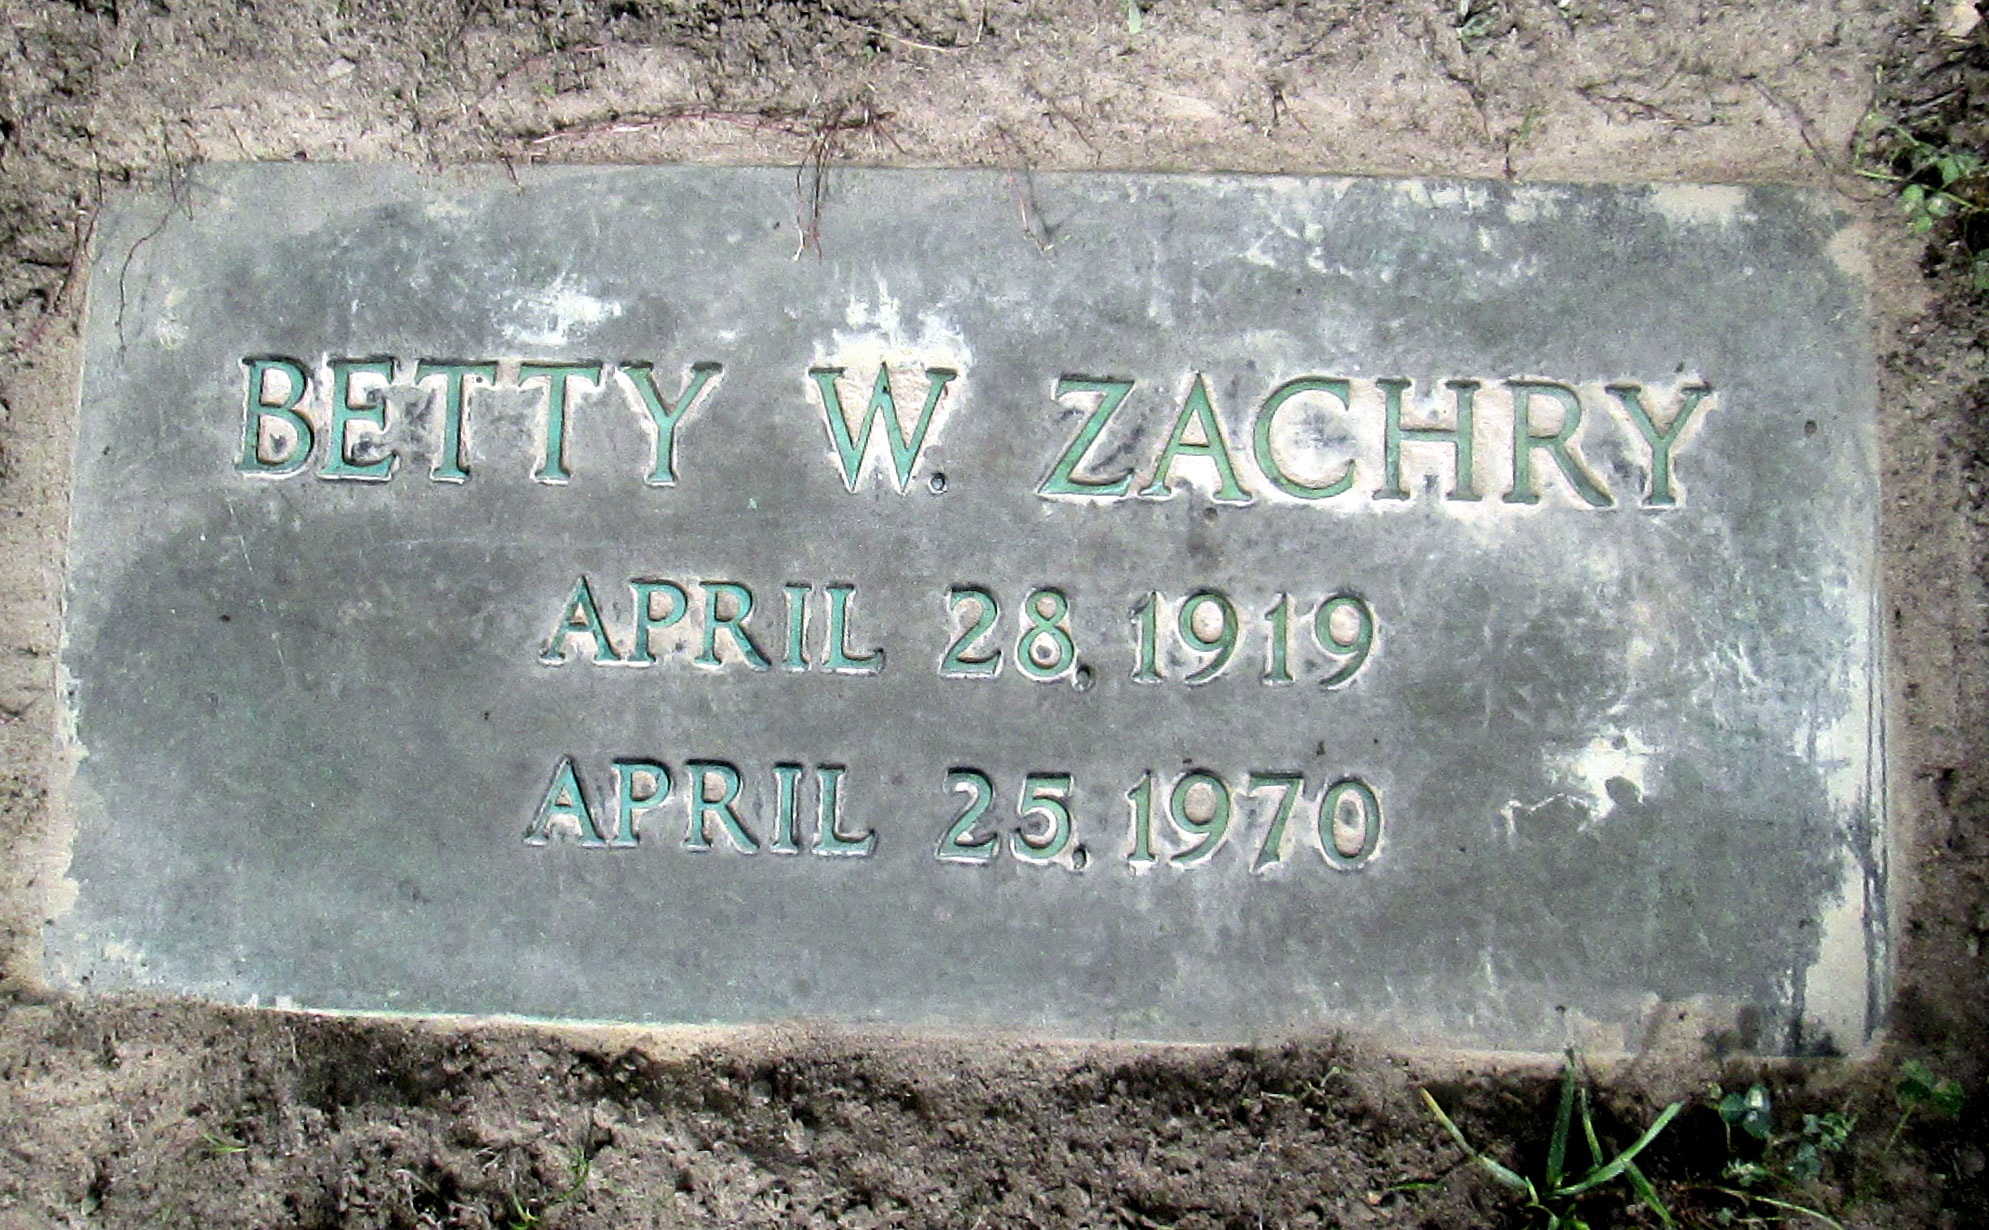 BETTY W. ZACHRY
APRIL 28, 1919
APRIL 25, 1970